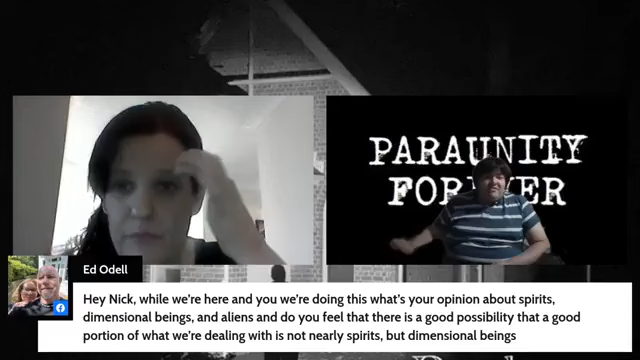 PARAUNITY
Ed Odell
Hey Nick, while we're here and you we're doing this what's your opinion about spirits,
dimensional beings, and aliens and do you feel that there is a good possibility that a good
portion of what we're dealing with is not nearly spirits, but dimensional beings